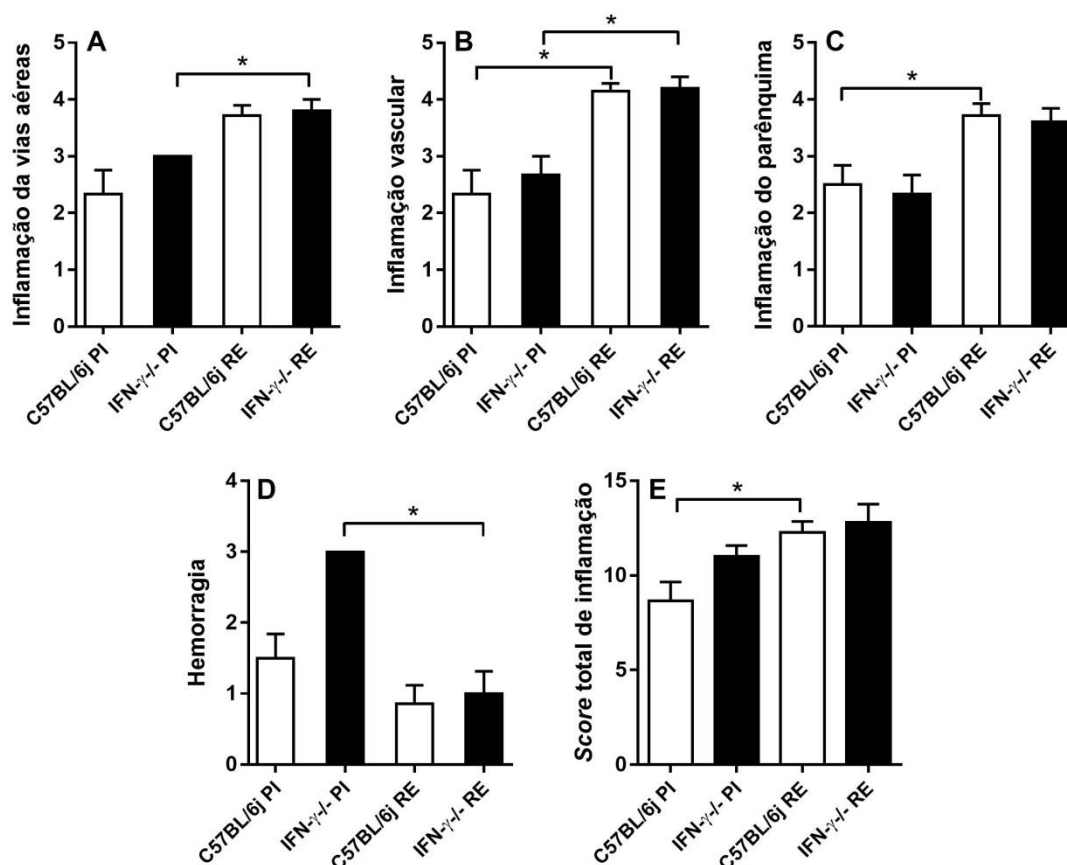 A
Inflamação da vias aéreas
5
4
3
2
1
0
*
C57BL/6j PI
IFN-γ-/- PI
C57BL/6j RE
IFN-γ-/- RE
B
Inflamação vascular
5
4
3
2
1
0
*
*
C57BL/6j PI
IFN-γ-/- PI
C57BL/6j RE
IFN-γ-/- RE
C
Inflamação do parênquima
5
4
3
2
1
0
*
C57BL/6j PI
IFN-γ-/- PI
C57BL/6j RE
IFN-γ-/- RE
D
Hemorragia
4
3
2
1
0
*
C57BL/6j PI
IFN-γ-/- PI
C57BL/6j RE
IFN-γ-/- RE
E
Score total de inflamação
15
10
5
0
*
C57BL/6j PI
IFN-γ-/- PI
C57BL/6j RE
IFN-γ-/- RE